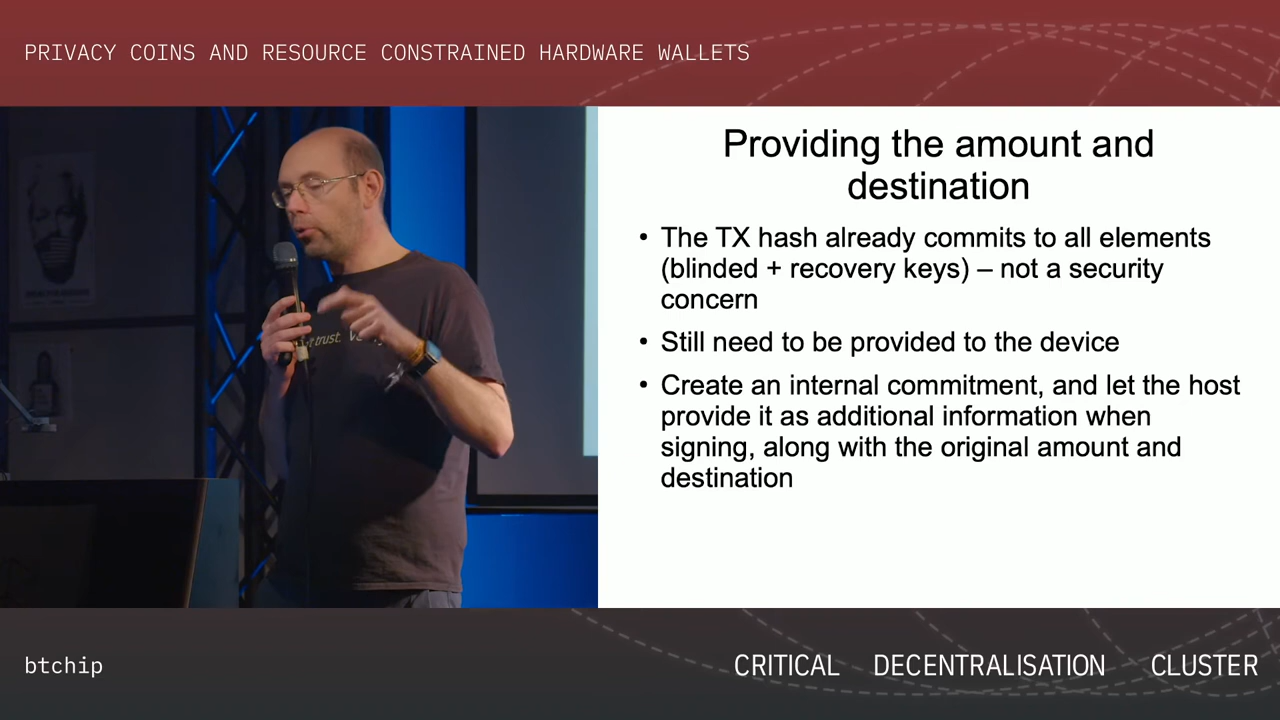 PRIVACY COINS AND RESOURCE CONSTRAINED HARDWARE WALLETS
Providing the amount and
destination
• The TX hash already commits to all elements
(blinded + recovery keys) – not a security
concern
• Still need to be provided to the device
• Create an internal commitment, and let the host
provide it as additional information when
signing, along with the original amount and
destination
trust.
btchip
CRITICAL DECENTRALISATION CLUSTER